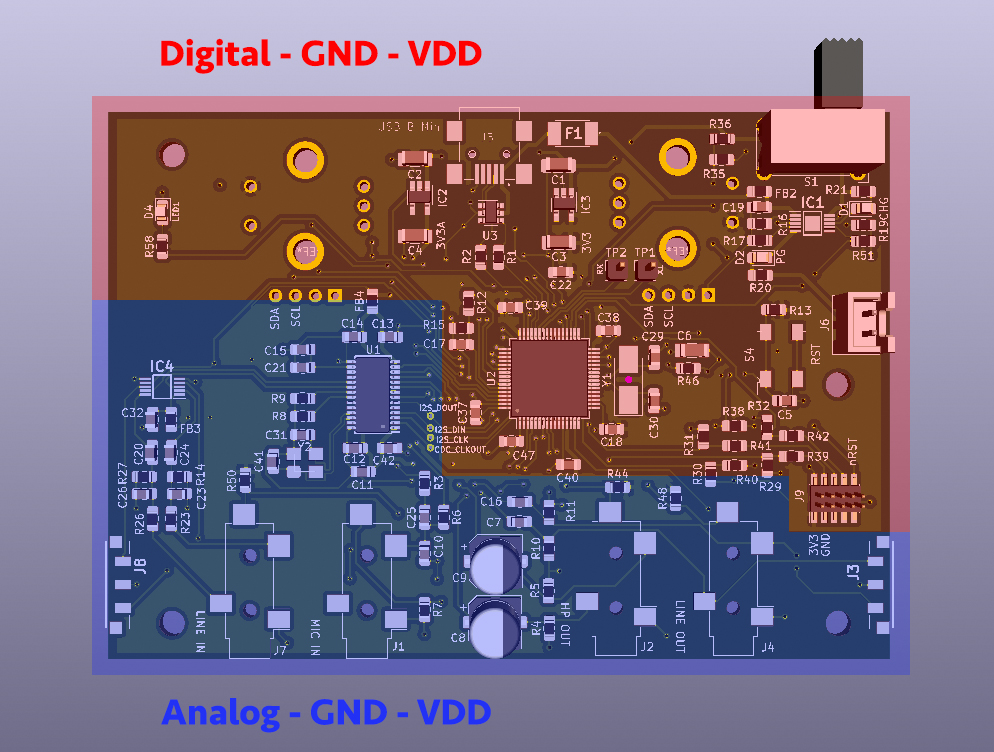 Digital - GND - VDD
USB B Min
J5
F1
R36
R35
S1
C2
IC2
C4
3V3A
U3
R2
R1
C1
IC3
C3
3V3
C22
TP2
TP1
RX
D4
LED1
R58
FB2
C19
R16
IC1
R21
D1
CHG
R19
R17
D2
PG
R51
R20
SDA
SCL
FB4
R12
C39
SDA
SCL
R13
J6
C14
C13
R15
C17
C38
C29
C6
S4
RST
C15
C21
U1
U2
Y1
R46
IC4
R9
R8
C31
C37
I2S_DOUT
I2S_DIN
I2S_CLK
CDC_CLKOUT
C30
C18
C47
C5
R32
R38
R41
R31
R42
R39
nRST
C32
FB3
C20
C24
Y2
C41
C12
C42
C11
C40
R44
R30
R40
R29
R27
C26
R14
C23
R50
R3
R48
J9
R26
R23
C25
R6
C16
C7
R11
3V3
GND
J8
C10
R10
J3
C9
R5
R7
C8
R4
LINE IN
J7
MIC IN
J1
HP OUT
J2
LINE OUT
J4
Analog - GND - VDD